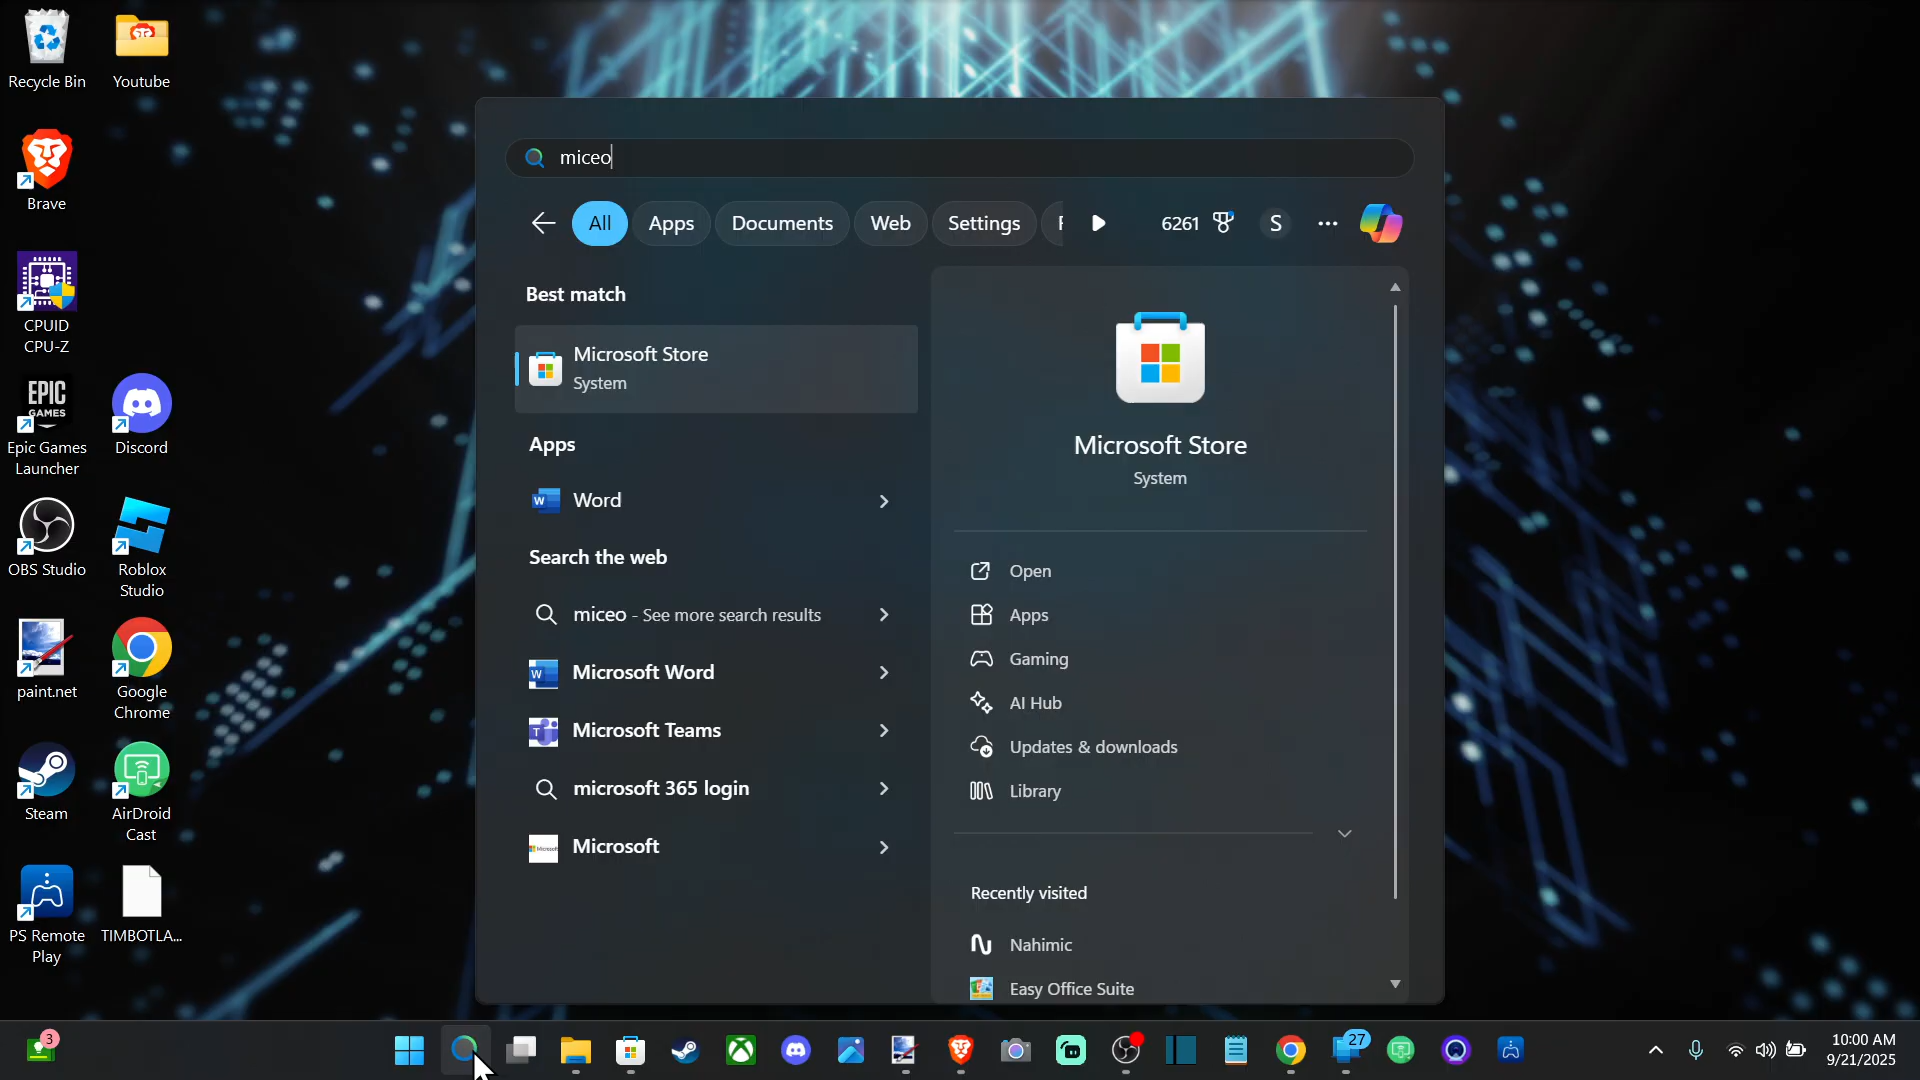 Recycle Bin
Youtube
Brave
CPUID
CPU-Z
EPIC
GAMES
Epic Games
Launcher
Discord
OBS Studio
Roblox
Studio
paint.net
Google
Chrome
Steam
AirDroid
Cast
PS Remote
Play
TIMBOTLA...
miceo
All
Apps
Documents
Web
Settings
6261
S
Best match
Microsoft Store
System
Apps
Word
Search the web
miceo - See more search results
Microsoft Word
Microsoft Teams
microsoft 365 login
Microsoft
Microsoft Store
System
Open
Apps
Gaming
AI Hub
Updates & downloads
Library
Recently visited
Nahimic
Easy Office Suite
3
27
10:00 AM
9/21/2025